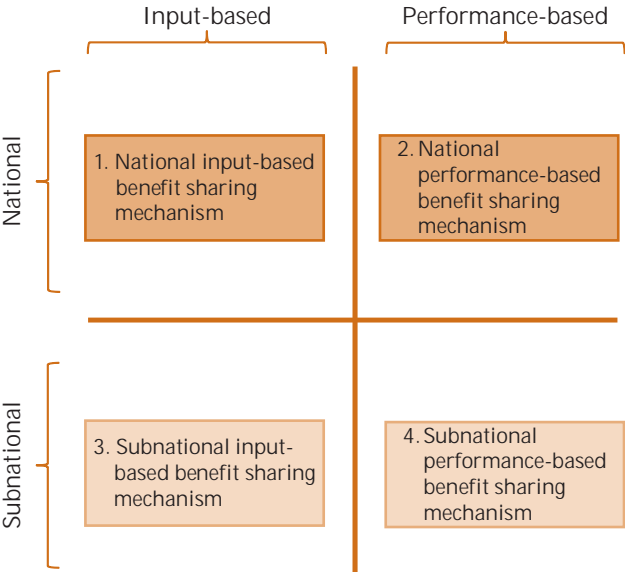 Input-based
Performance-based
National
1. National input-based
benefit sharing
mechanism
2. National
performance-based
benefit sharing
mechanism
Subnational
3. Subnational input-
based benefit sharing
mechanism
4. Subnational
performance-based
benefit sharing
mechanism